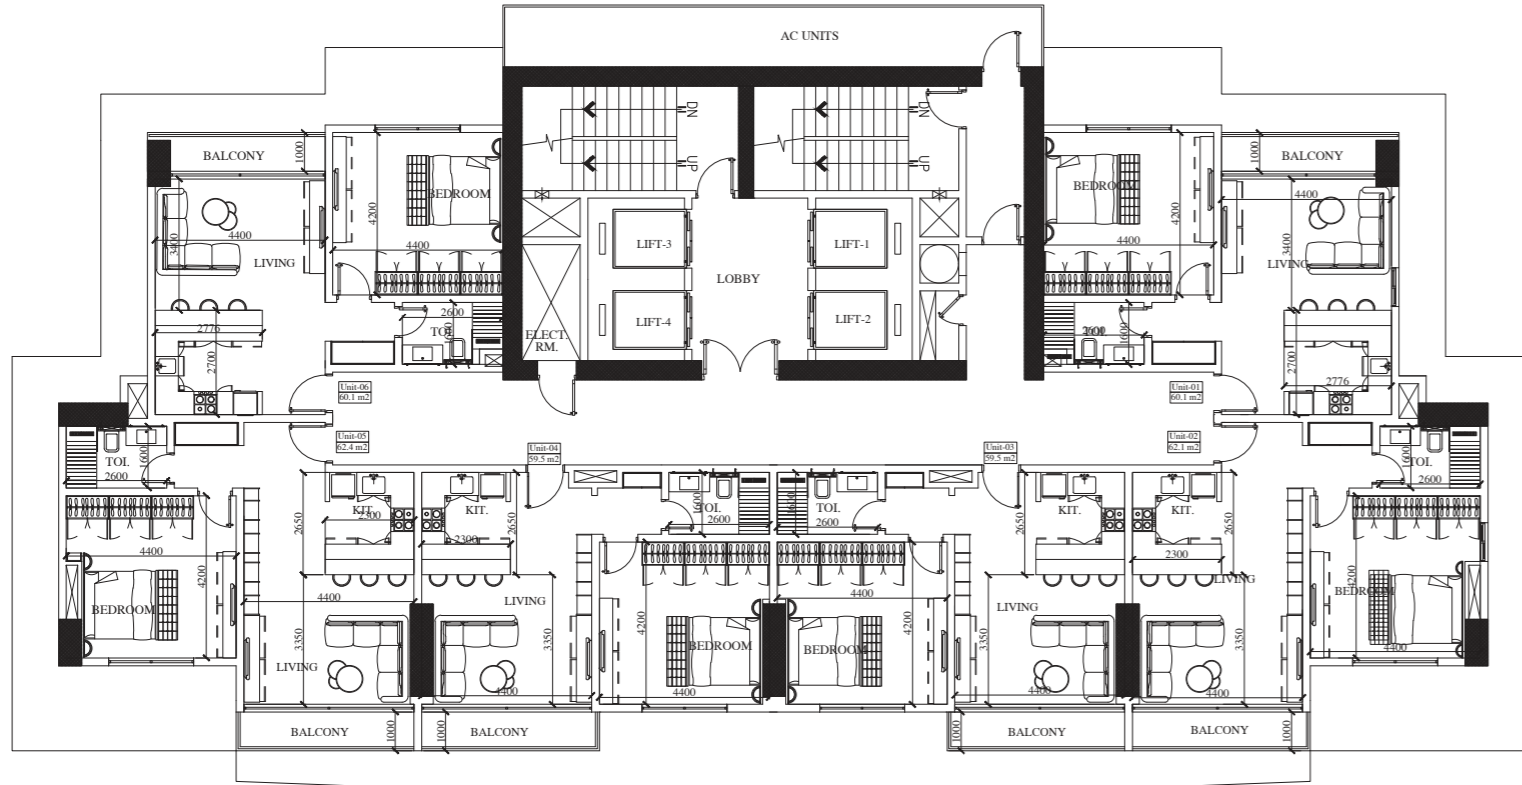 AC UNITS
DN
UP
DN
UP
BALCONY
1000
4400
3400
LIVING
2776
2700
BEDROOM
4200
4400
2600
TOI.
1600
Unit-06
60.1 m2
ELECT.
RM.
LIFT-3
LIFT-4
LOBBY
LIFT-1
LIFT-2
BEDROOM
4200
4400
2600
TOI.
1600
Unit-01
60.1 m2
BALCONY
1000
4400
3400
LIVING
2700
2776
Unit-05
62.4 m2
TOI.
1600
2600
4400
4200
BEDROOM
KIT.
2300
2650
4400
3350
LIVING
BALCONY
1000
Unit-04
59.5 m2
KIT.
2650
2300
LIVING
3350
4400
BALCONY
1000
TOI.
1600
2600
4200
BEDROOM
4400
Unit-03
59.5 m2
1600
TOI.
2600
4400
4200
BEDROOM
KIT.
2650
LIVING
3350
4400
BALCONY
1000
Unit-02
62.1 m2
KIT.
2650
2300
LIVING
3350
4400
BALCONY
1000
TOI.
1600
2600
4200
BEDROOM
4400